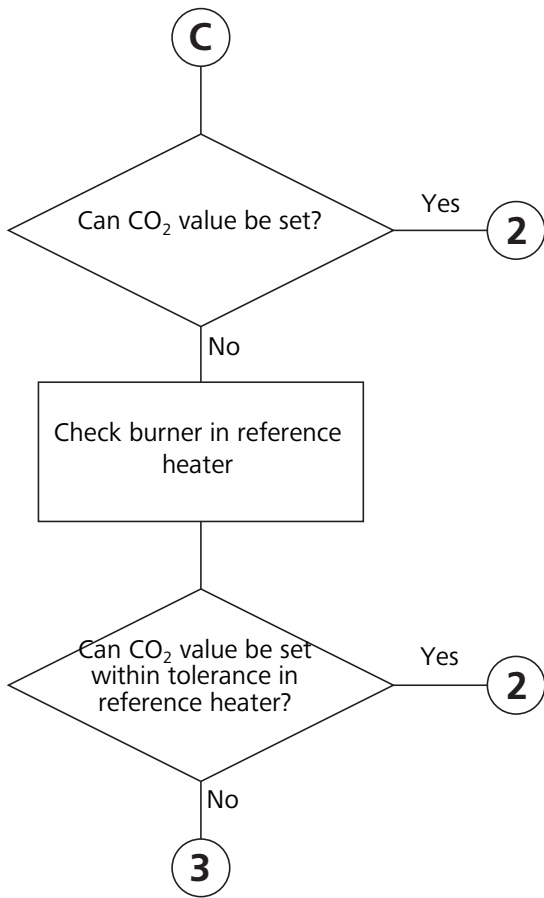 C
Can CO₂ value be set?
Yes
2
No
Check burner in reference
heater
Can CO₂ value be set
within tolerance in
reference heater?
Yes
2
No
3